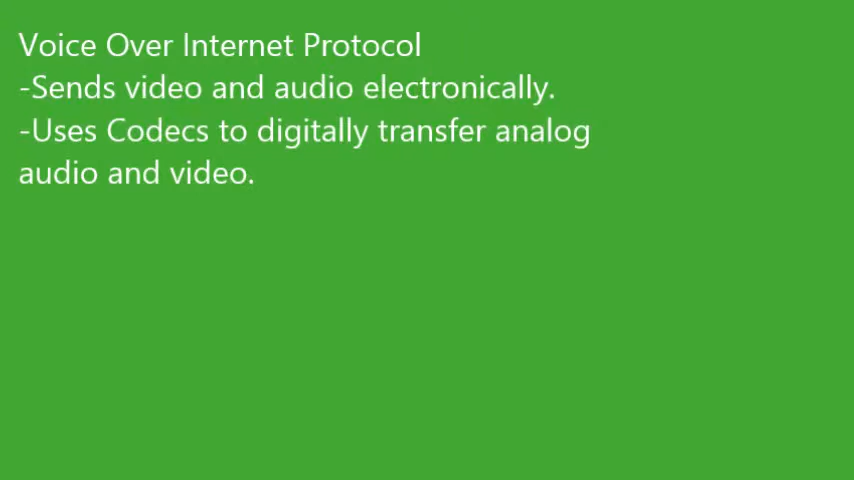 Voice Over Internet Protocol
-Sends video and audio electronically.
-Uses Codecs to digitally transfer analog
audio and video.